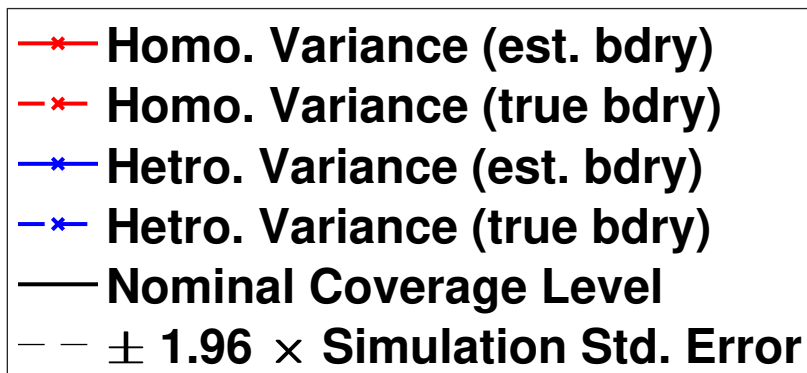 Homo. Variance (est. bdry)
Homo. Variance (true bdry)
Hetro. Variance (est. bdry)
Hetro. Variance (true bdry)
Nominal Coverage Level
± 1.96 × Simulation Std. Error